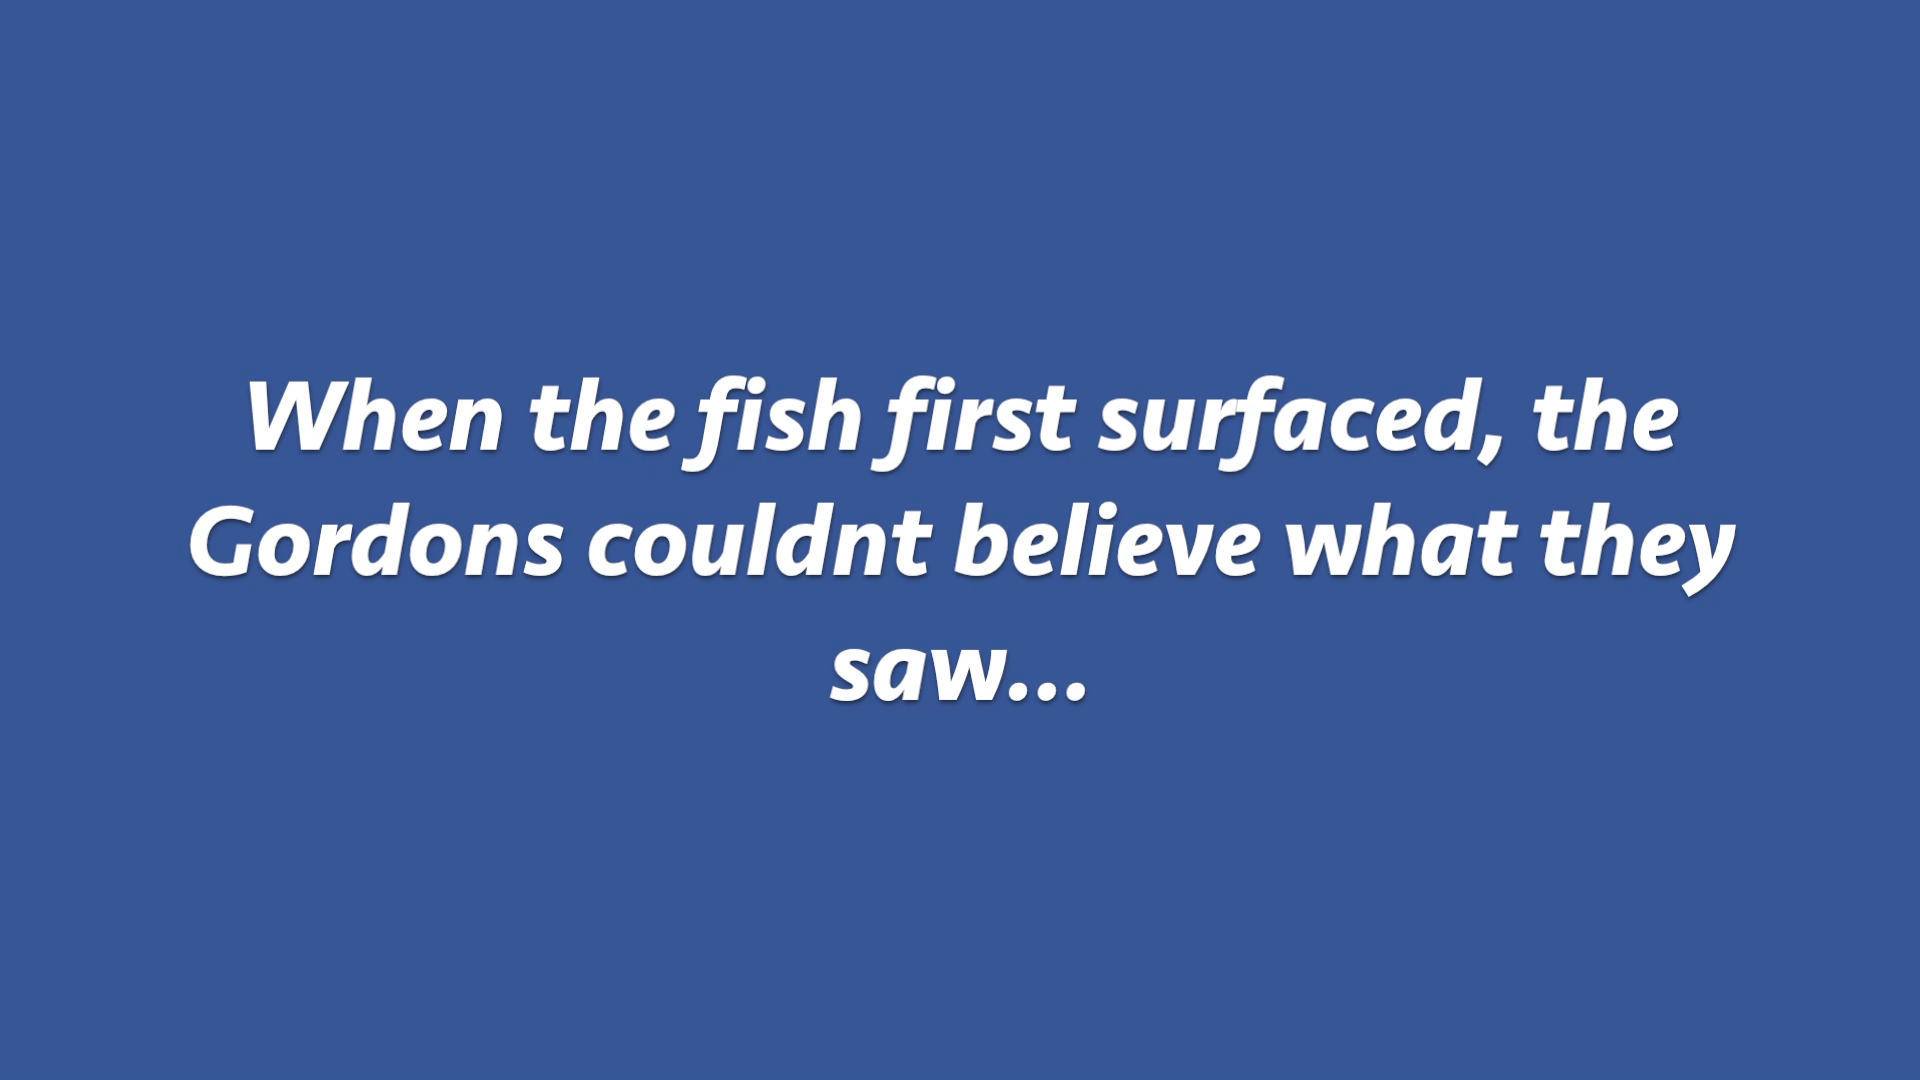 When the fish first surfaced, the
Gordons couldnt believe what they
saw...